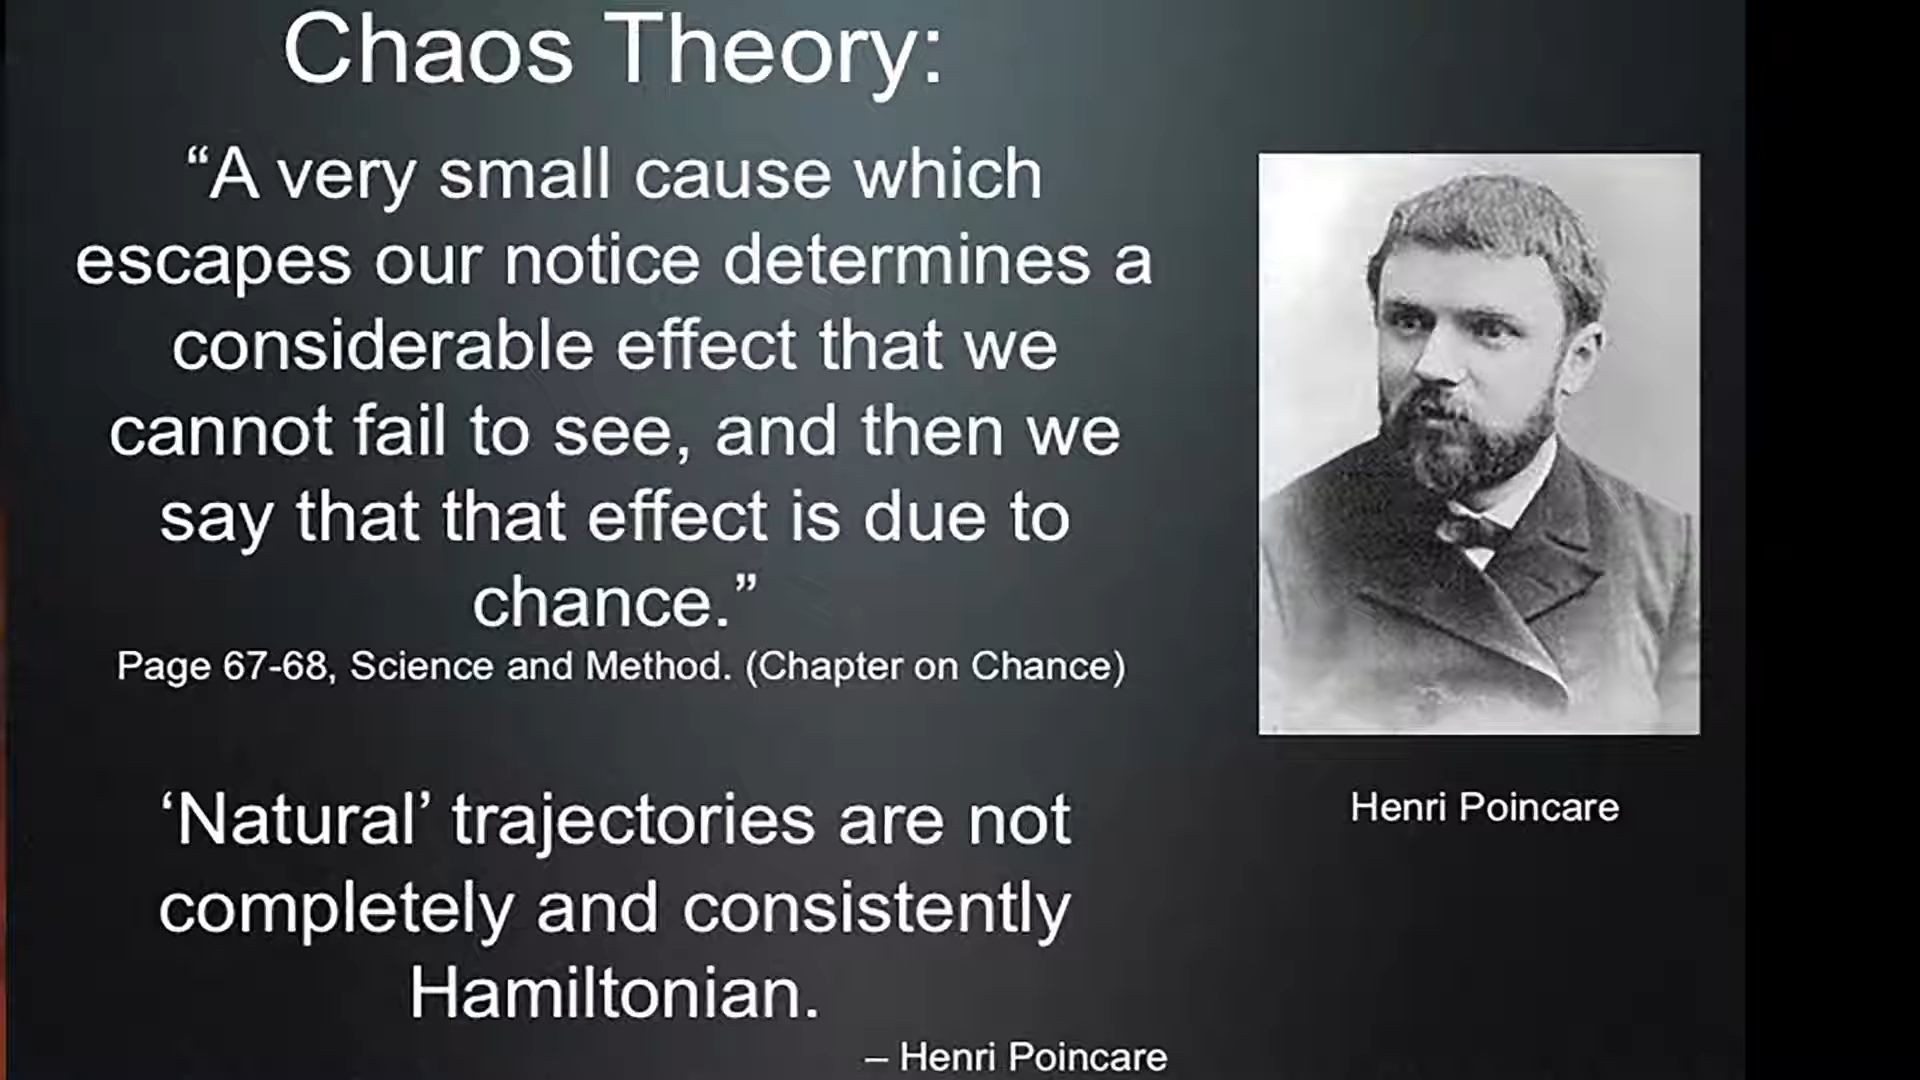 Chaos Theory:
“A very small cause which
escapes our notice determines a
considerable effect that we
cannot fail to see, and then we
say that that effect is due to
chance.”
Page 67-68, Science and Method. (Chapter on Chance)
‘Natural’ trajectories are not
completely and consistently
Hamiltonian.
– Henri Poincare
Henri Poincare